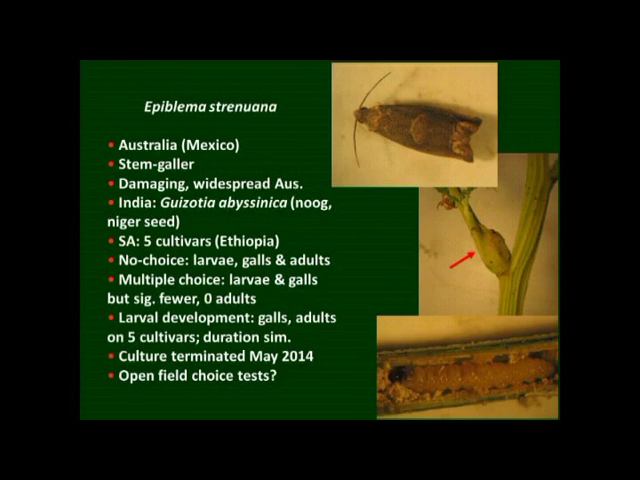 Epiblema strenuana
• Australia (Mexico)
• Stem-galler
• Damaging, widespread Aus.
• India: Guizotia abyssinica (noog,
niger seed)
• SA: 5 cultivars (Ethiopia)
• No-choice: larvae, galls & adults
• Multiple choice: larvae & galls
but sig. fewer, 0 adults
• Larval development: galls, adults
on 5 cultivars; duration sim.
• Culture terminated May 2014
• Open field choice tests?